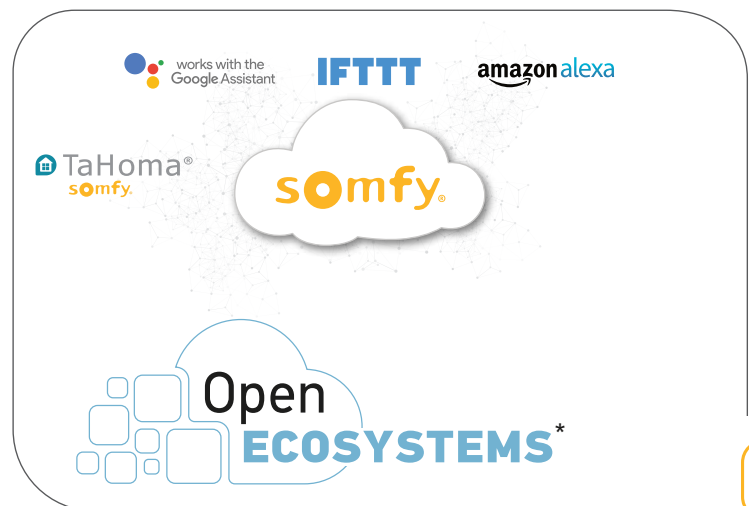 works with the
Google Assistant
IFTTT
amazon alexa
TaHoma®
somfy.
somfy®
Open
ECOSYSTEMS*